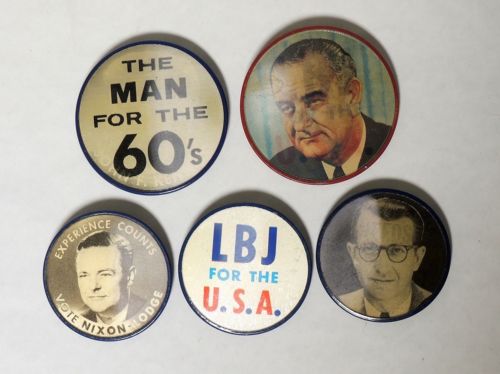 THE
MAN
FOR THE
60's
EXPERIENCE COUNTS
VOTE NIXON-LODGE
LBJ
FOR THE
U.S.A.